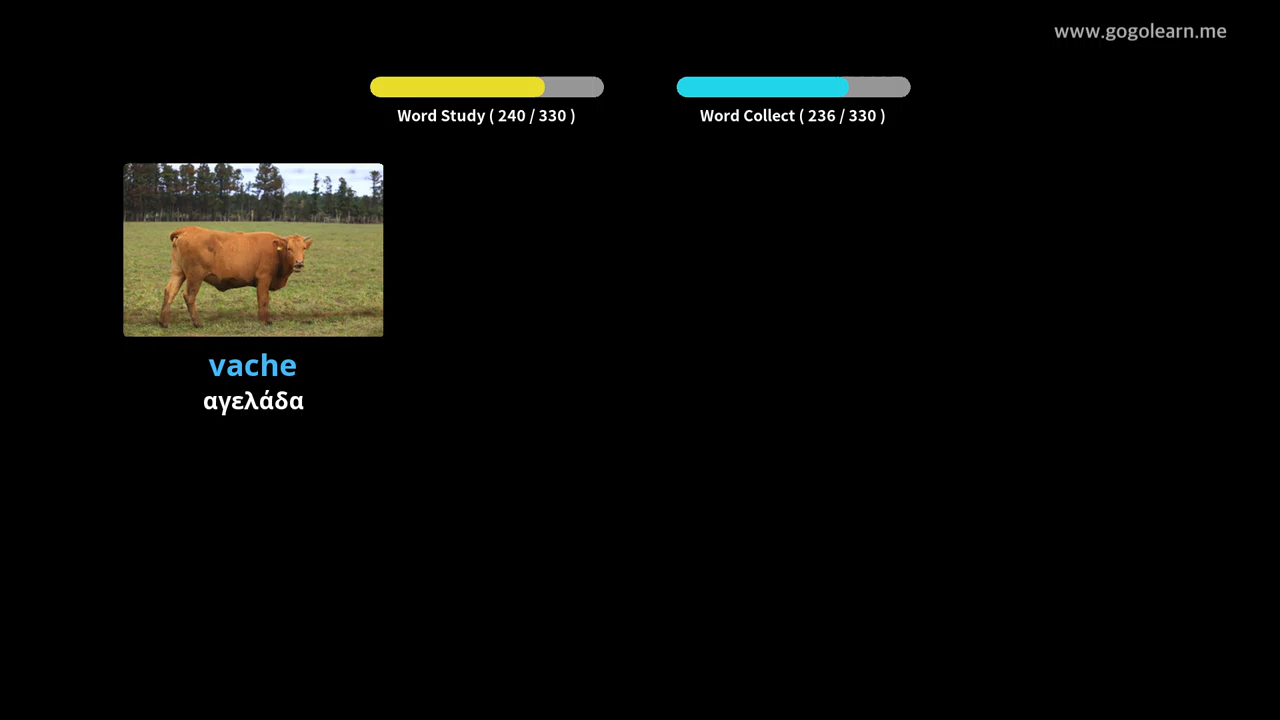 www.gogolearn.me
Word Study ( 240 / 330 )
Word Collect ( 236 / 330 )
vache
αγελάδα